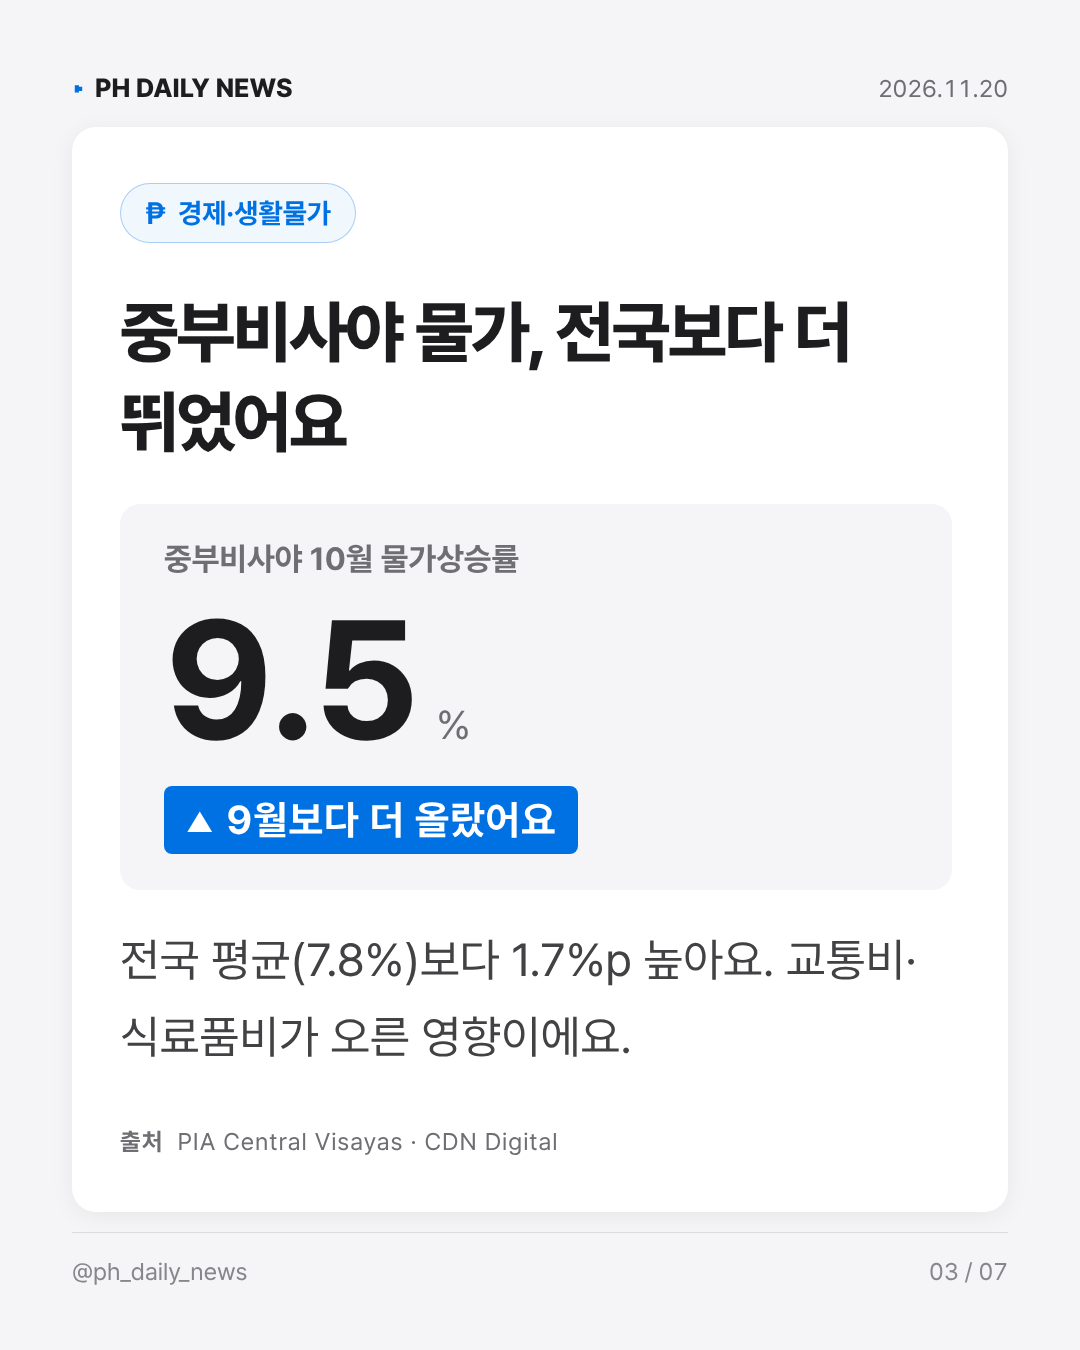 PH DAILY NEWS
2026.11.20
₱ 경제·생활물가
중부비사야 물가, 전국보다 더
뛰었어요
중부비사야 10월 물가상승률
9.5 %
▲ 9월보다 더 올랐어요
전국 평균(7.8%)보다 1.7%p 높아요. 교통비·
식료품비가 오른 영향이에요.
출처 PIA Central Visayas · CDN Digital
@ph_daily_news
03 / 07